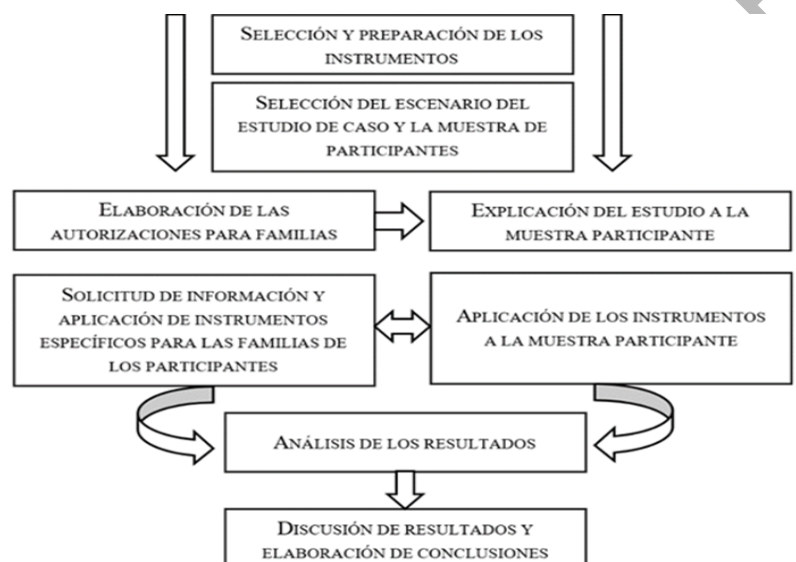 SELECCIÓN Y PREPARACIÓN DE LOS
INSTRUMENTOS
SELECCIÓN DEL ESCENARIO DEL
ESTUDIO DE CASO Y LA MUESTRA DE
PARTICIPANTES
ELABORACIÓN DE LAS
AUTORIZACIONES PARA FAMILIAS
EXPLICACIÓN DEL ESTUDIO A LA
MUESTRA PARTICIPANTE
SOLICITUD DE INFORMACIÓN Y
APLICACIÓN DE INSTRUMENTOS
ESPECÍFICOS PARA LAS FAMILIAS DE
LOS PARTICIPANTES
APLICACIÓN DE LOS INSTRUMENTOS
A LA MUESTRA PARTICIPANTE
ANÁLISIS DE LOS RESULTADOS
DISCUSIÓN DE RESULTADOS Y
ELABORACIÓN DE CONCLUSIONES